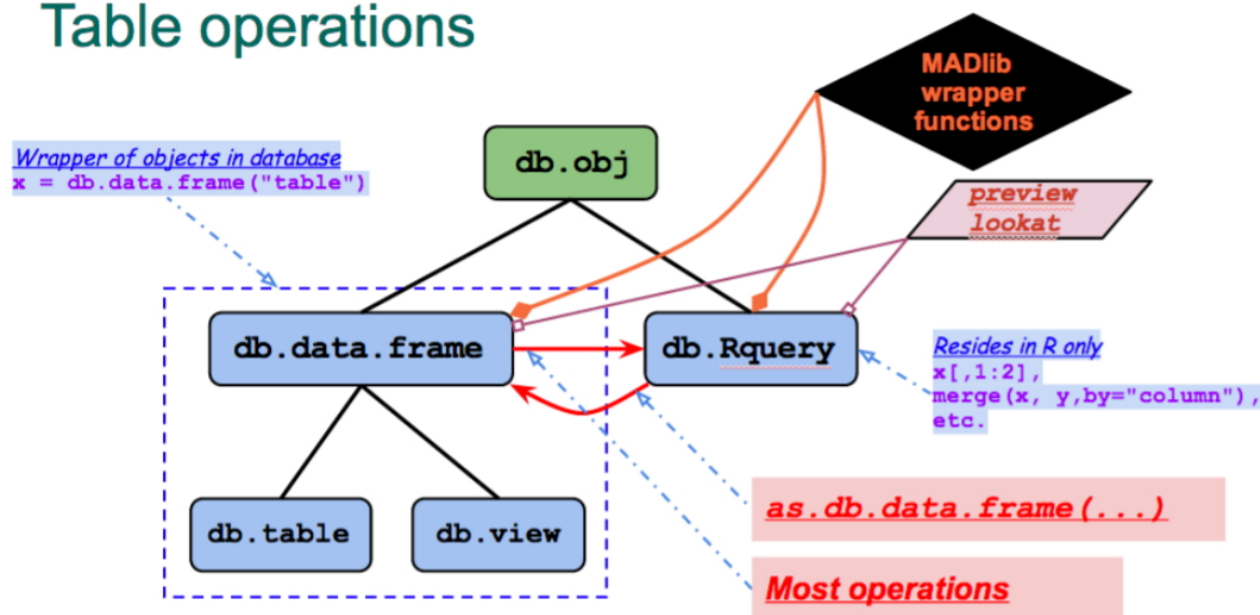 Table operations
MADlib
wrapper
functions
Wrapper of objects in database
x = db.data.frame("table")
db.obj
preview
lookat
db.data.frame
db.Rquery
Resides in R only
x[,1:2],
merge(x, y,by="column"),
etc.
db.table
db.view
as.db.data.frame(...)
Most operations